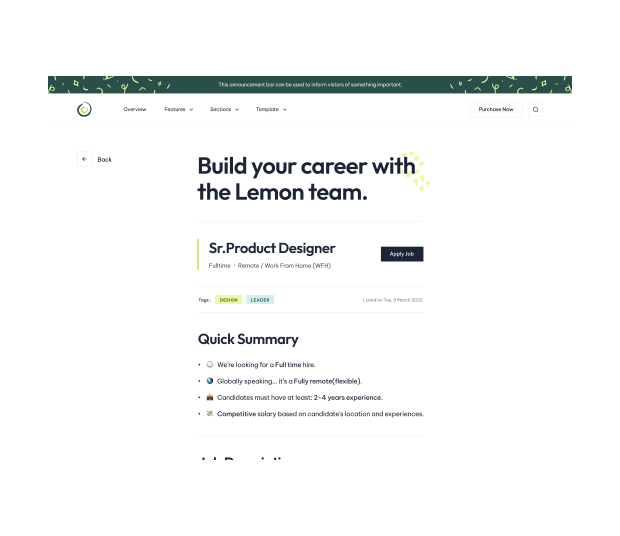 This announcement bar can be used to inform vistors of something important.
Overview Features Sections Template Purchase Now
Back
Build your career with
the Lemon team.
Sr.Product Designer
Fulltime - Remote / Work From Home (WFH)
Apply Job
Tags : DESIGN LEADER Listed on Tue, 8 March 2022
Quick Summary
• We're looking for a Full time hire.
• Globally speaking... it's a Fully remote(flexible).
• Candidates must have at least: 2-4 years experience.
• Competitive salary based on candidate's location and experiences.